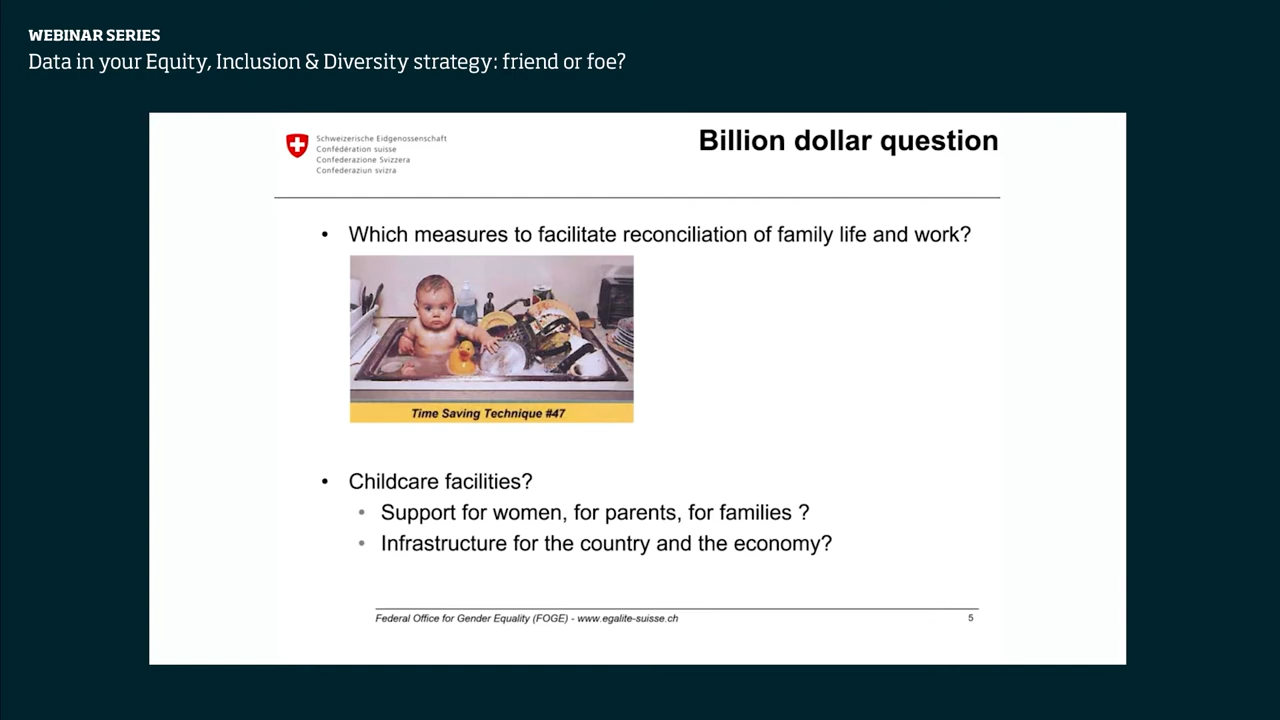 WEBINAR SERIES
Data in your Equity, Inclusion & Diversity strategy: friend or foe?
Schweizerische Eidgenossenschaft
Confédération suisse
Confederazione Svizzera
Confederaziun svizra
Billion dollar question
• Which measures to facilitate reconciliation of family life and work?
Time Saving Technique #47
• Childcare facilities?
• Support for women, for parents, for families ?
• Infrastructure for the country and the economy?
Federal Office for Gender Equality (FOGE) - www.egalite-suisse.ch
5